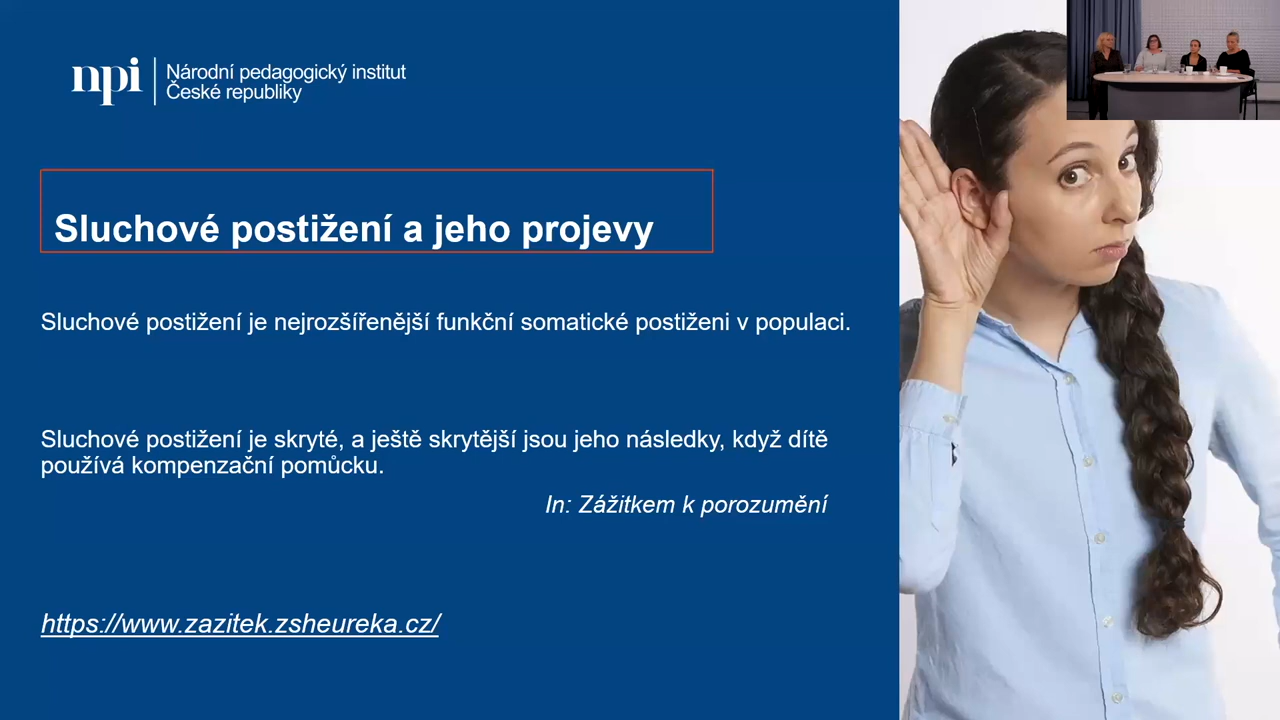 npi
Národní pedagogický institut
České republiky
Sluchové postižení a jeho projevy
Sluchové postižení je nejrozšířenější funkční somatické postiženi v populaci.
Sluchové postižení je skryté, a ještě skrytější jsou jeho následky, když dítě
používá kompenzační pomůcku.
In: Zážitkem k porozumění
https://www.zazitek.zsheureka.cz/